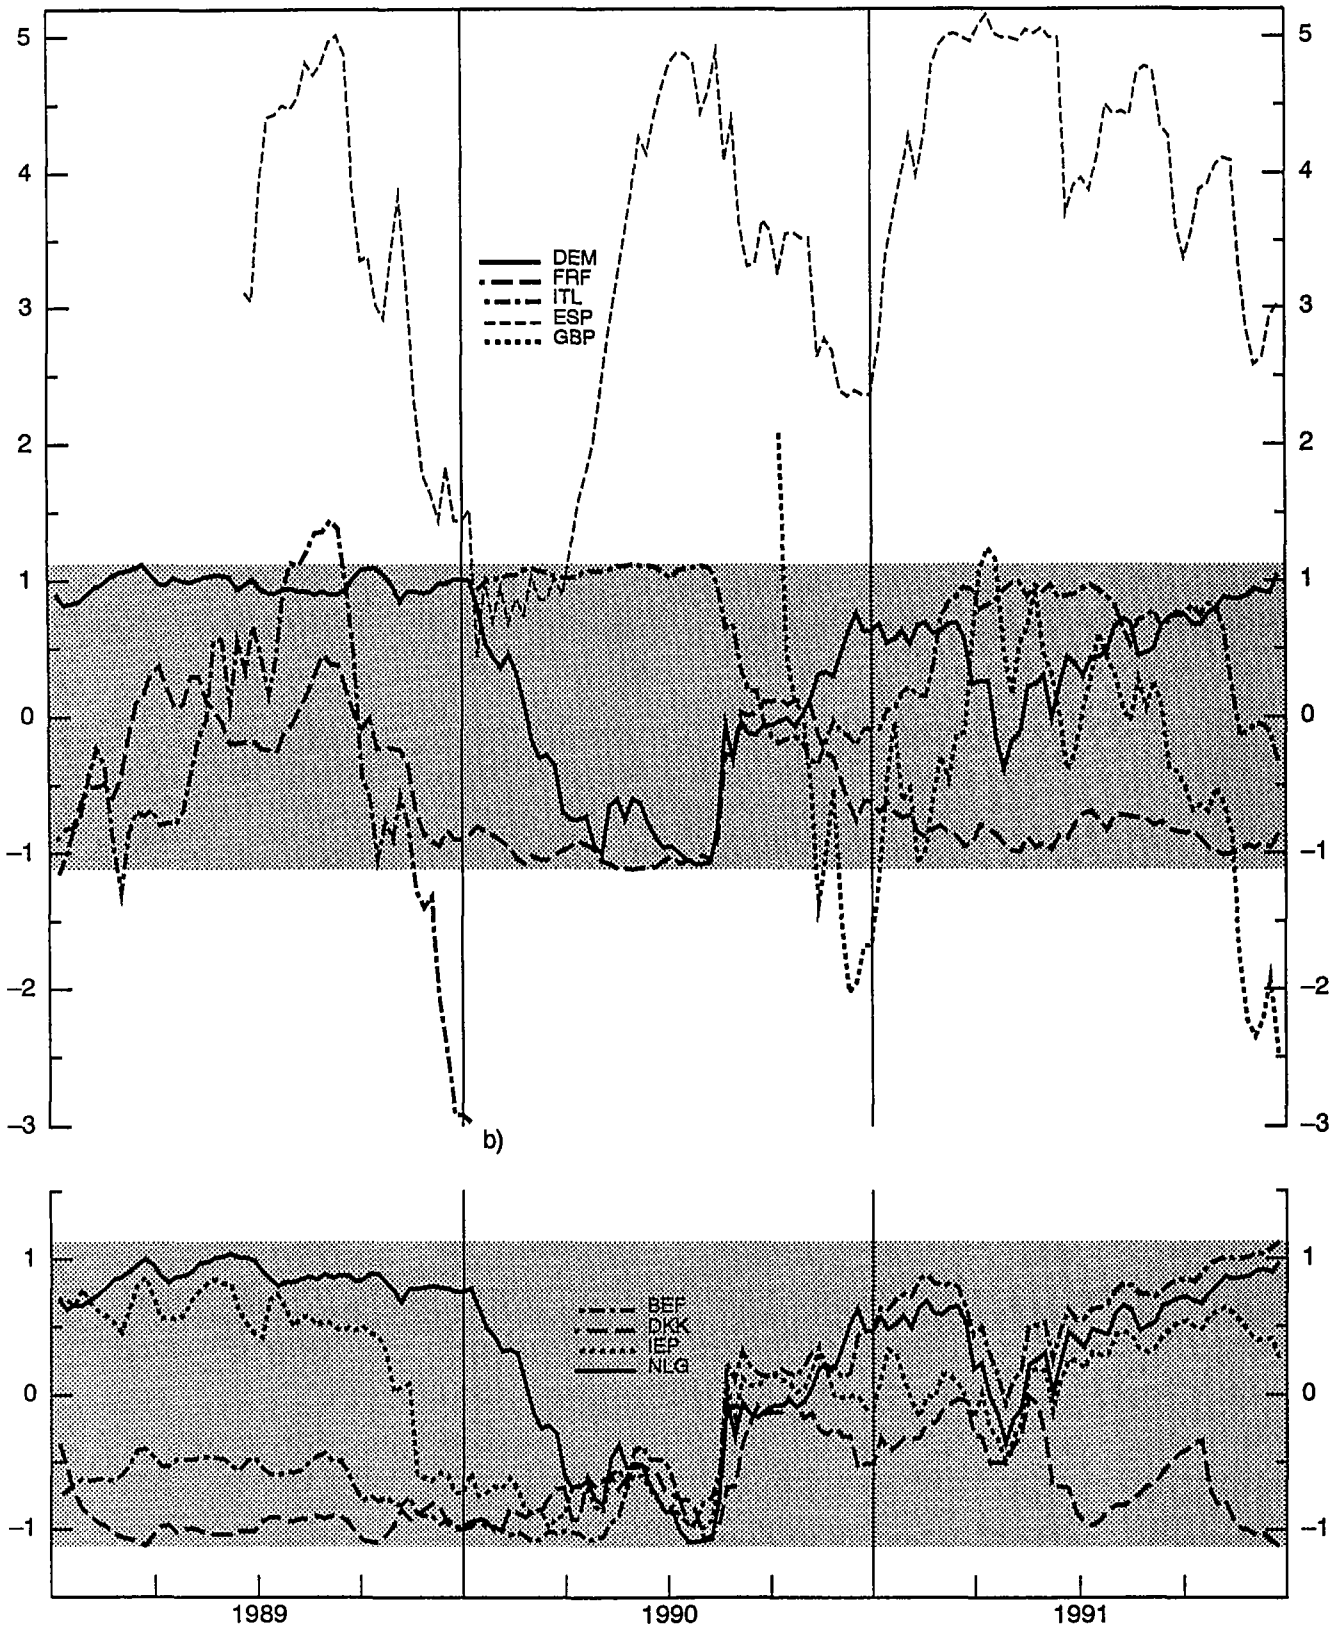 5 5
4 4
DEM
FRF
ITL
ESP
GBP
3 3
2 2
1 1
0 0
–1 –1
–2 –2
–3 –3
b)
1 1
BEF
DKK
IEP
NLG
0 0
–1 –1
1989 1990 1991